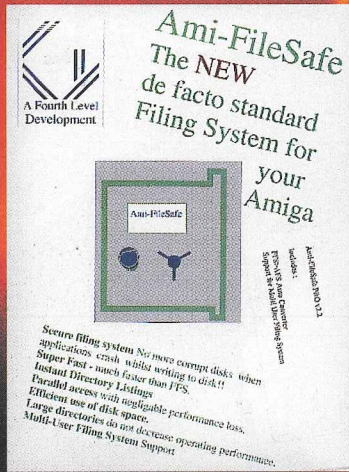 A Fourth Level
Development
Ami-FileSafe
The NEW
de facto standard
Filing System for
your
Amiga
Ami-FileSafe
Ami-FileSafe PrO v2.2
includes :
FFS-AFS Auto Converter
Support for Multi User Filing System
Secure filing system No more corrupt disks when
applications crash whilst writing to disk!!
Super Fast - much faster than FFS.
Instant Directory Listings
Parallel access with negligable performance loss.
Efficient use of disk space.
Large directories do not decrease operating performance.
Multi-User Filing System Support